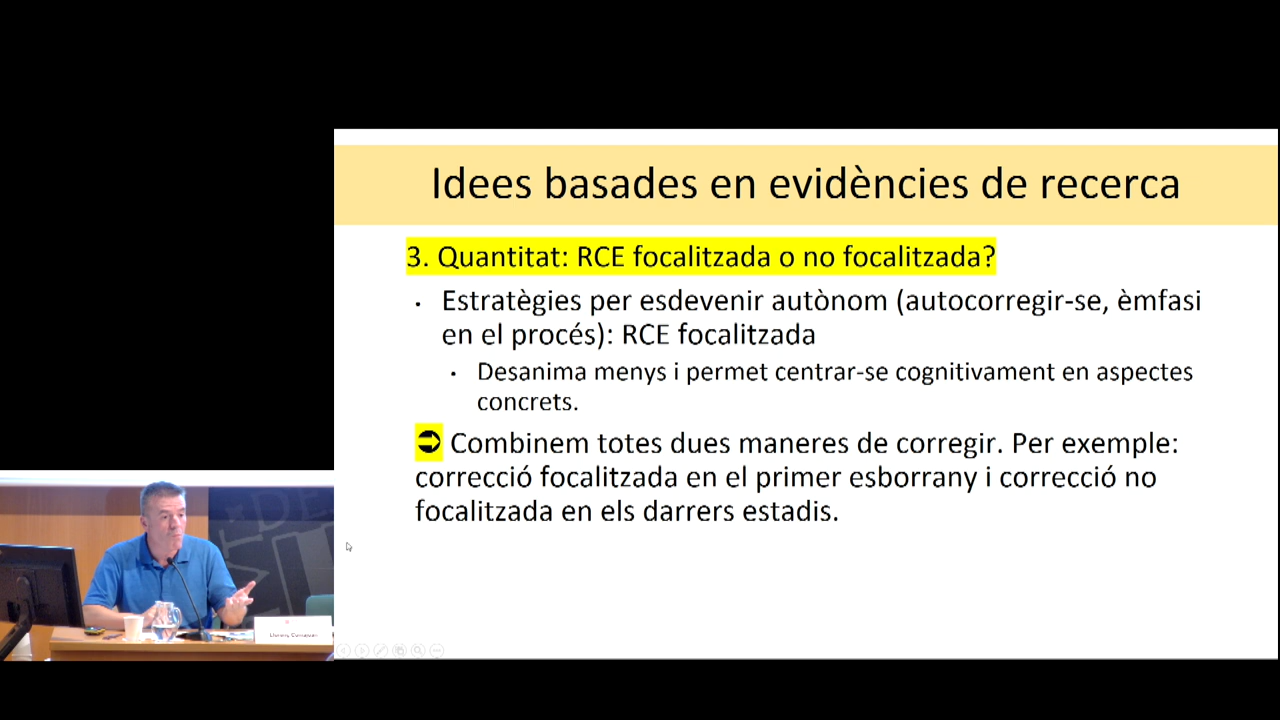 Idees basades en evidències de recerca
3. Quantitat: RCE focalitzada o no focalitzada?
• Estratègies per esdevenir autònom (autocorregir-se, èmfasi
en el procés): RCE focalitzada
• Desanima menys i permet centrar-se cognitivament en aspectes
concrets.
➲ Combinem totes dues maneres de corregir. Per exemple:
correcció focalitzada en el primer esborrany i correcció no
focalitzada en els darrers estadis.